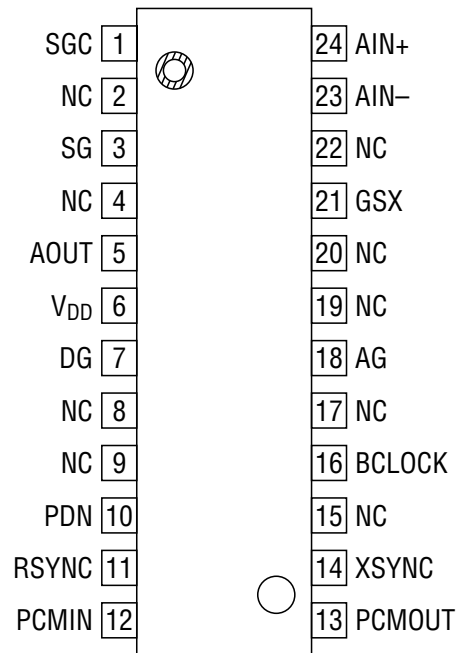 SGC 1 24 AIN+
NC 2 23 AIN–
SG 3 22 NC
NC 4 21 GSX
AOUT 5 20 NC
VDD 6 19 NC
DG 7 18 AG
NC 8 17 NC
NC 9 16 BCLOCK
PDN 10 15 NC
RSYNC 11 14 XSYNC
PCMIN 12 13 PCMOUT